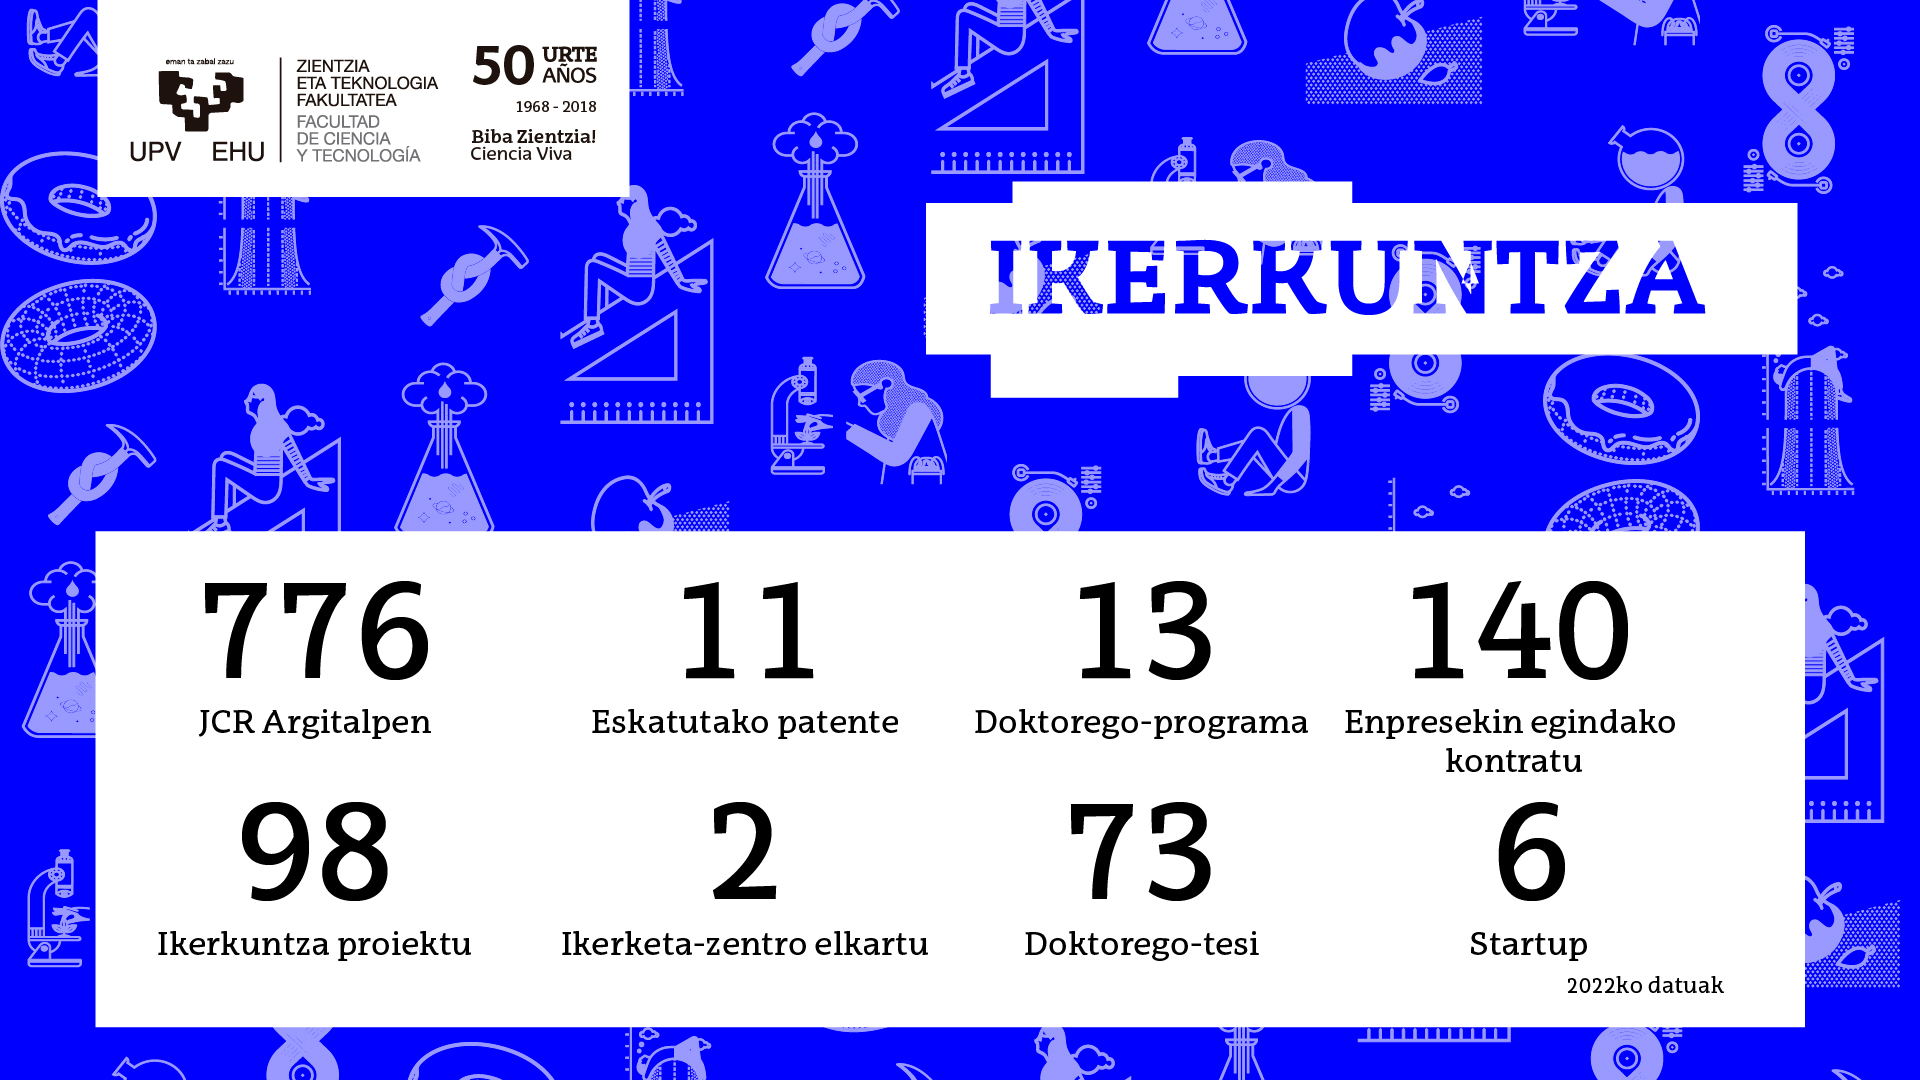 eman ta zabal zazu
UPV EHU
ZIENTZIA
ETA TEKNOLOGIA
FAKULTATEA
FACULTAD
DE CIENCIA
Y TECNOLOGÍA
50 URTE
AÑOS
1968 - 2018
Biba Zientzia!
Ciencia Viva
IKERKUNTZA
776
JCR Argitalpen
11
Eskatutako patente
13
Doktorego-programa
140
Enpresekin egindako
kontratu
98
Ikerkuntza proiektu
2
Ikerketa-zentro elkartu
73
Doktorego-tesi
6
Startup
2022ko datuak